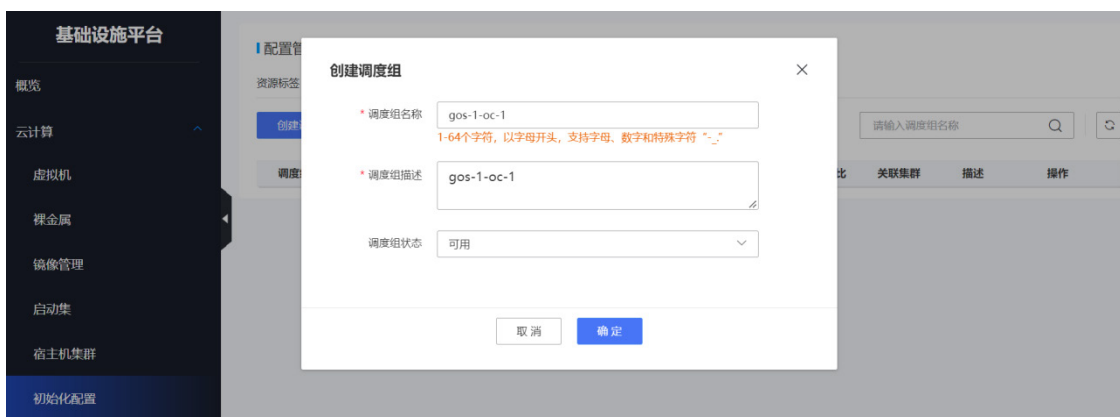 基础设施平台
概览
云计算
虚拟机
裸金属
镜像管理
启动集
宿主机集群
初始化配置
配置管
资源标签
创建
调度
创建调度组
* 调度组名称 gos-1-oc-1
1-64个字符，以字母开头，支持字母、数字和特殊字符 "-_."
* 调度组描述 gos-1-oc-1
调度组状态 可用
取消 确定
请输入调度组名称
比 关联集群 描述 操作